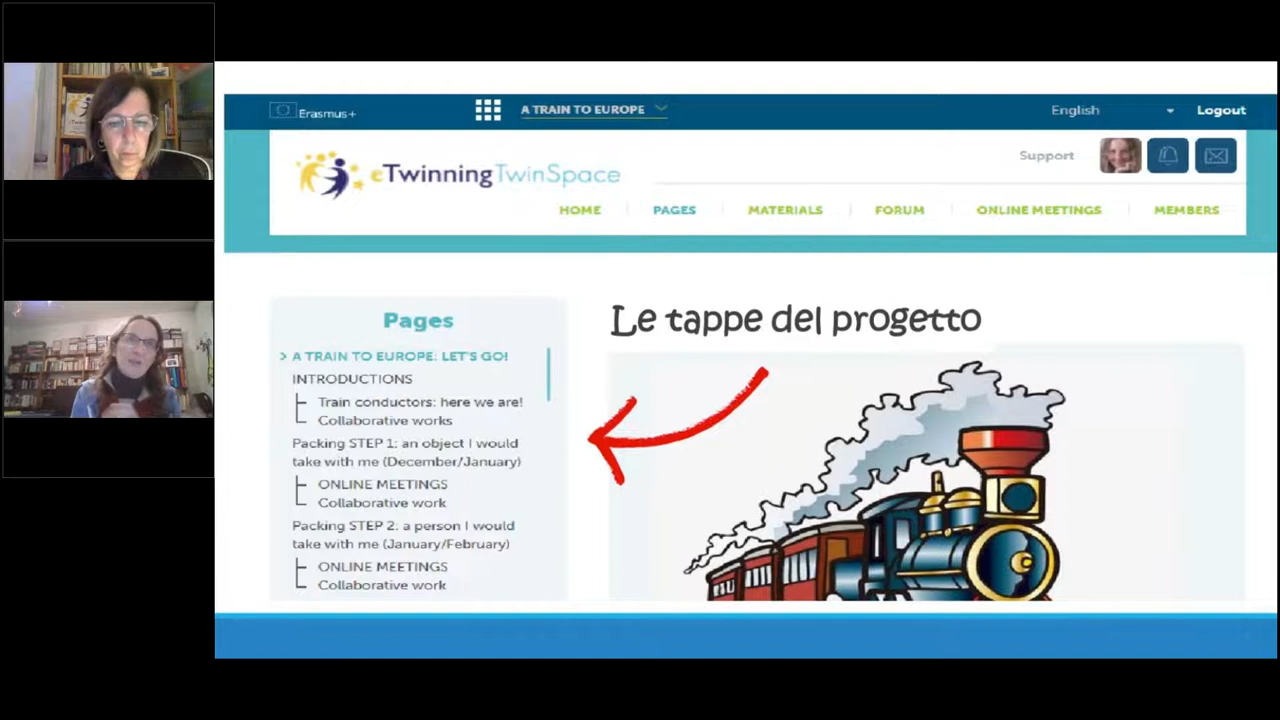 Erasmus+
A TRAIN TO EUROPE
English
Logout
eTwinningTwinSpace
Support
HOME
PAGES
MATERIALS
FORUM
ONLINE MEETINGS
MEMBERS
Pages
> A TRAIN TO EUROPE: LET'S GO!
INTRODUCTIONS
Train conductors: here we are!
Collaborative works
Packing STEP 1: an object I would
take with me (December/January)
ONLINE MEETINGS
Collaborative work
Packing STEP 2: a person I would
take with me (January/February)
ONLINE MEETINGS
Collaborative work
Le tappe del progetto